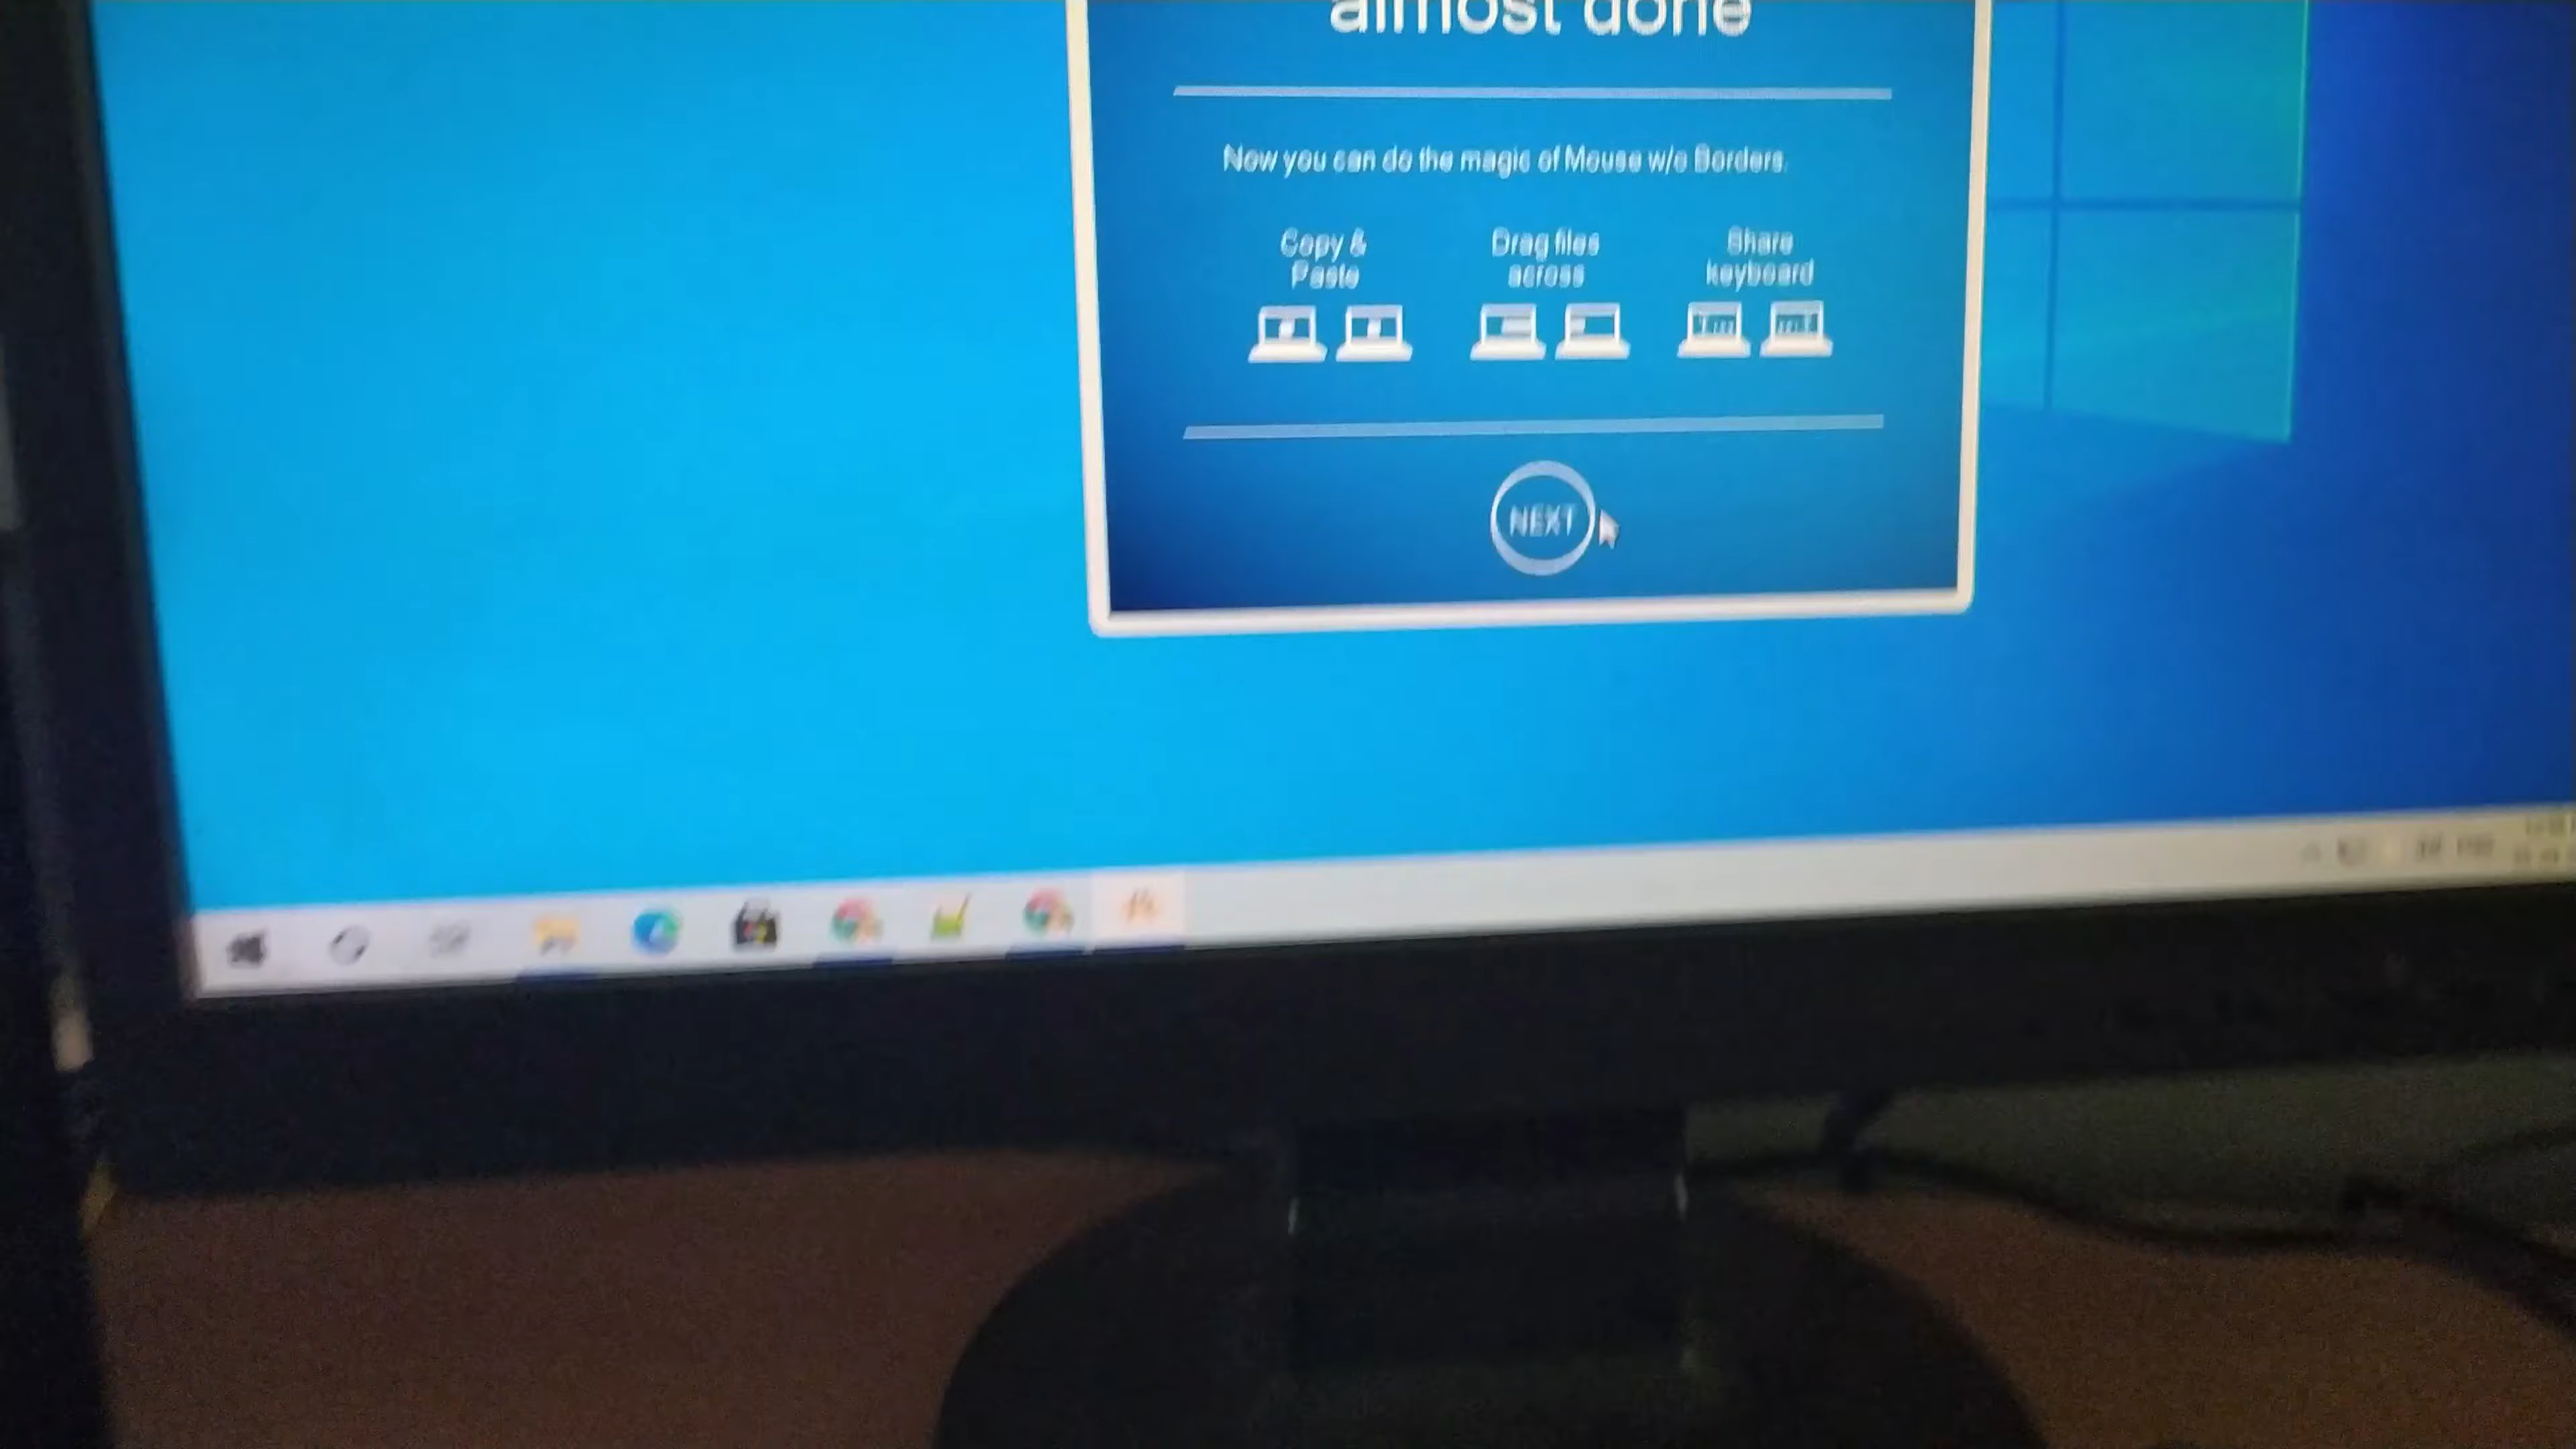 almost done
Now you can do the magic of Mouse w/o Borders.
Copy &
Paste
Drag files
across
Share
keyboard
NEXT